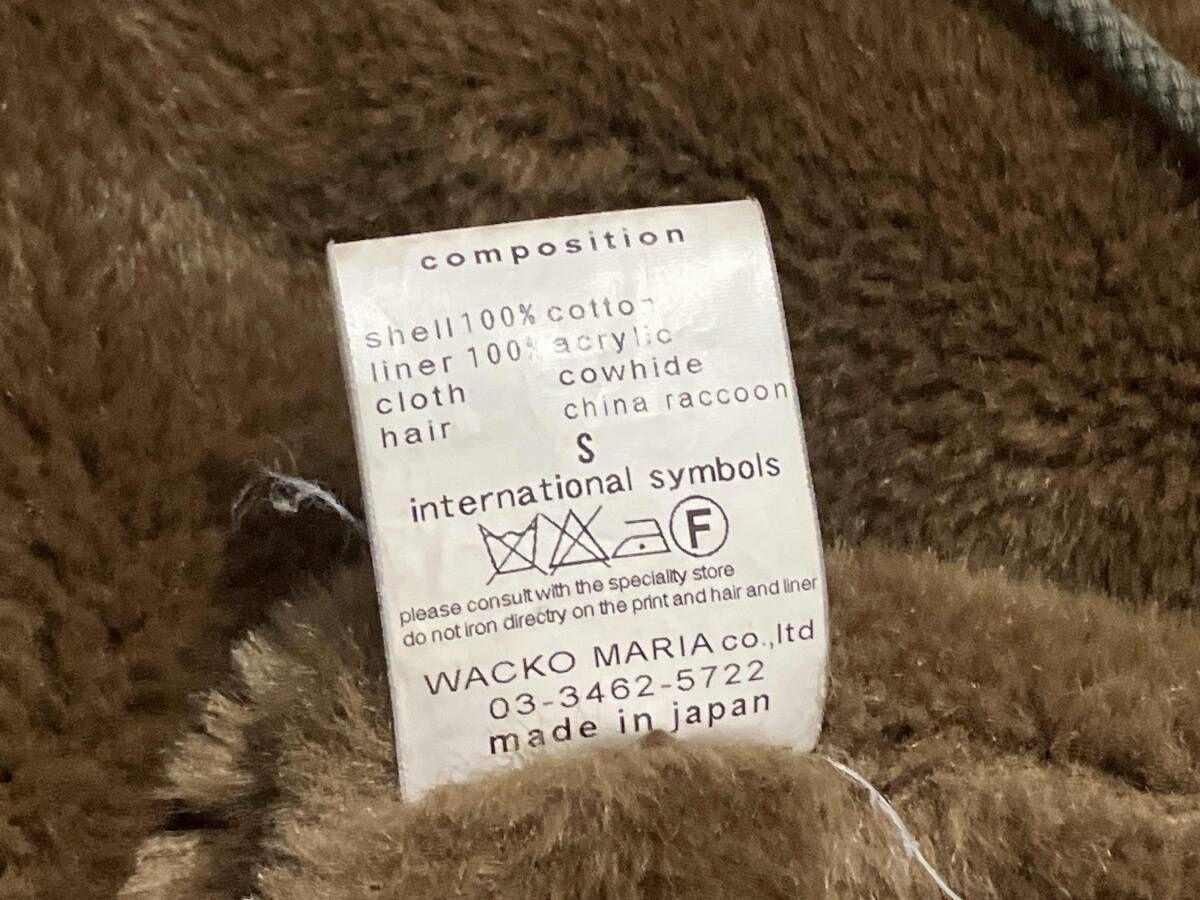 composition
shell 100% cotton
liner 100% acrylic
cloth cowhide
hair china raccoon
S
international symbols
F
please consult with the speciality store
do not iron directry on the print and hair and liner
WACKO MARIA co.,ltd
03-3462-5722
made in japan